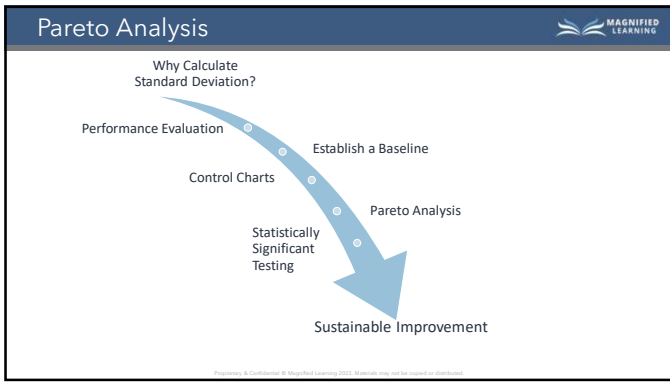 Pareto Analysis
MAGNIFIED
LEARNING
Why Calculate
Standard Deviation?
Performance Evaluation
Establish a Baseline
Control Charts
Pareto Analysis
Statistically
Significant
Testing
Sustainable Improvement
Proprietary & Confidential © Magnified Learning 2023. Materials may not be copied or distributed.